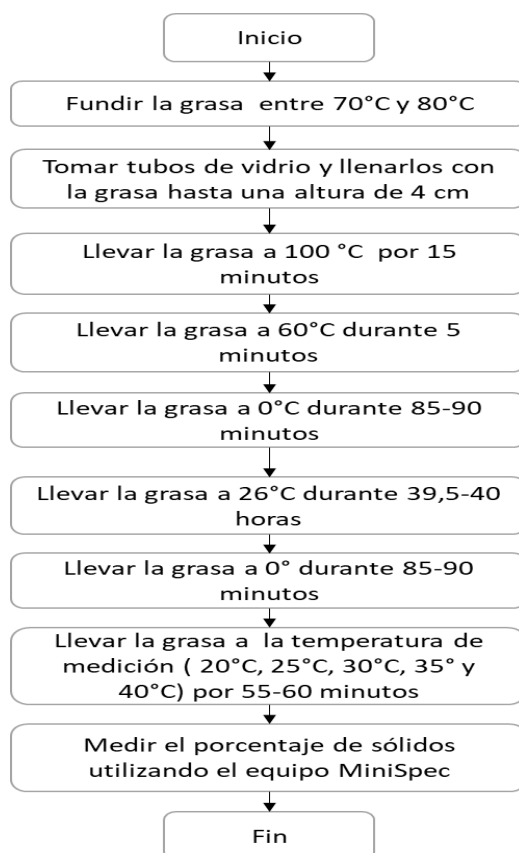 Inicio
Fundir la grasa entre 70°C y 80°C
Tomar tubos de vidrio y llenarlos con
la grasa hasta una altura de 4 cm
Llevar la grasa a 100 °C por 15
minutos
Llevar la grasa a 60°C durante 5
minutos
Llevar la grasa a 0°C durante 85-90
minutos
Llevar la grasa a 26°C durante 39,5-40
horas
Llevar la grasa a 0° durante 85-90
minutos
Llevar la grasa a la temperatura de
medición ( 20°C, 25°C, 30°C, 35° y
40°C) por 55-60 minutos
Medir el porcentaje de sólidos
utilizando el equipo MiniSpec
Fin